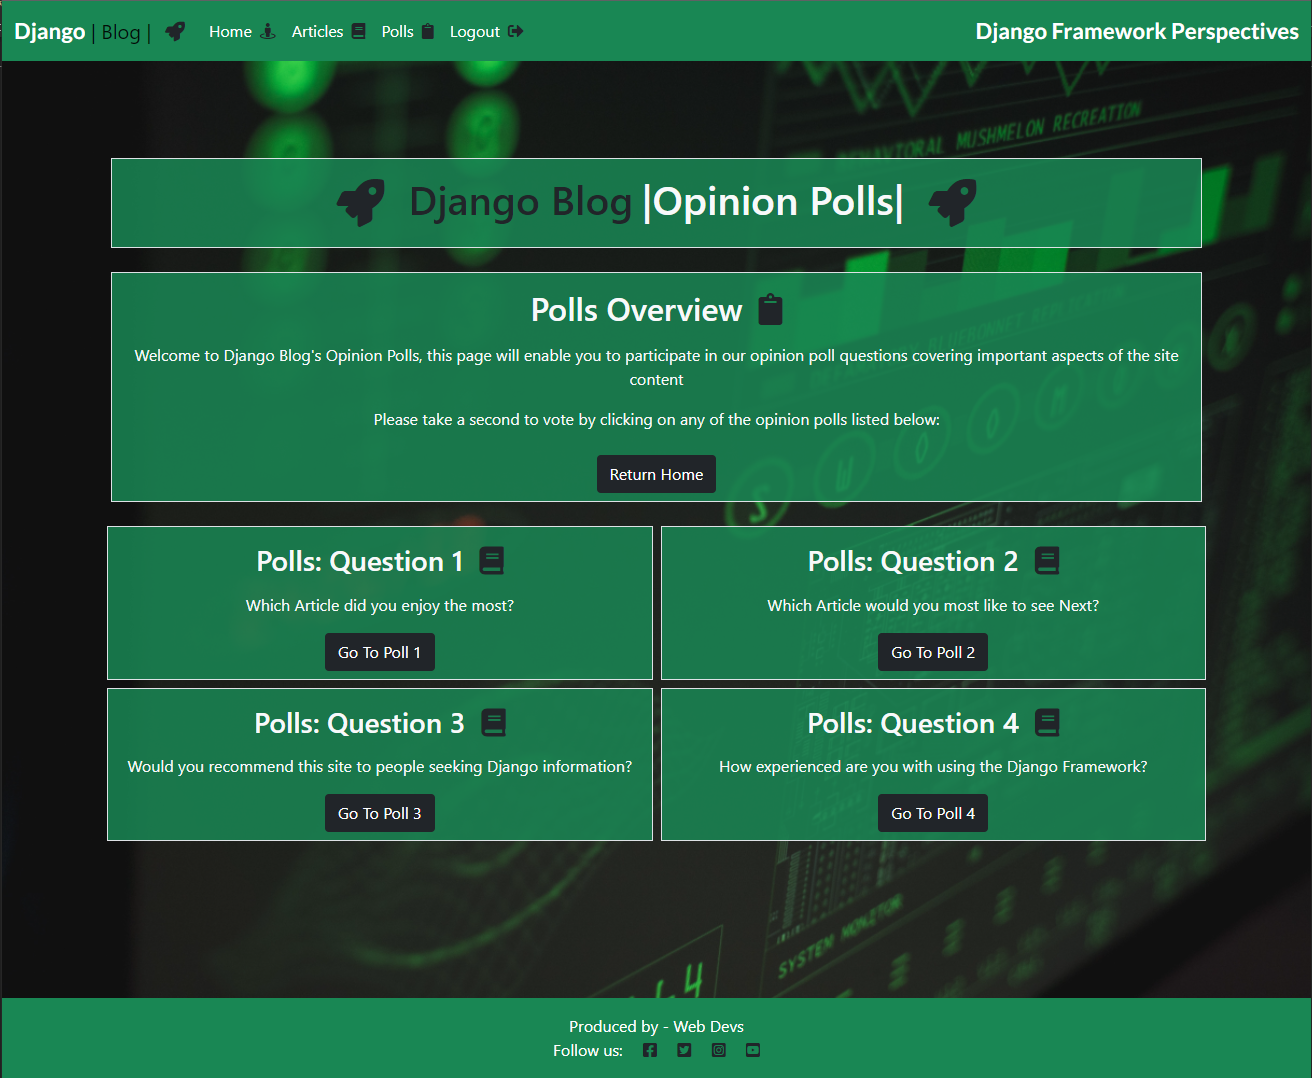 Django | Blog | Home Articles Polls Logout Django Framework Perspectives
BEHAVIORAL MUSHMELON RECREATION
Django Blog |Opinion Polls|
Polls Overview
Welcome to Django Blog's Opinion Polls, this page will enable you to participate in our opinion poll questions covering important aspects of the site
content
Please take a second to vote by clicking on any of the opinion polls listed below:
Return Home
Polls: Question 1
Which Article did you enjoy the most?
Go To Poll 1
Polls: Question 2
Which Article would you most like to see Next?
Go To Poll 2
Polls: Question 3
Would you recommend this site to people seeking Django information?
Go To Poll 3
Polls: Question 4
How experienced are you with using the Django Framework?
Go To Poll 4
SYSTEM MONITOR
Produced by - Web Devs
Follow us: